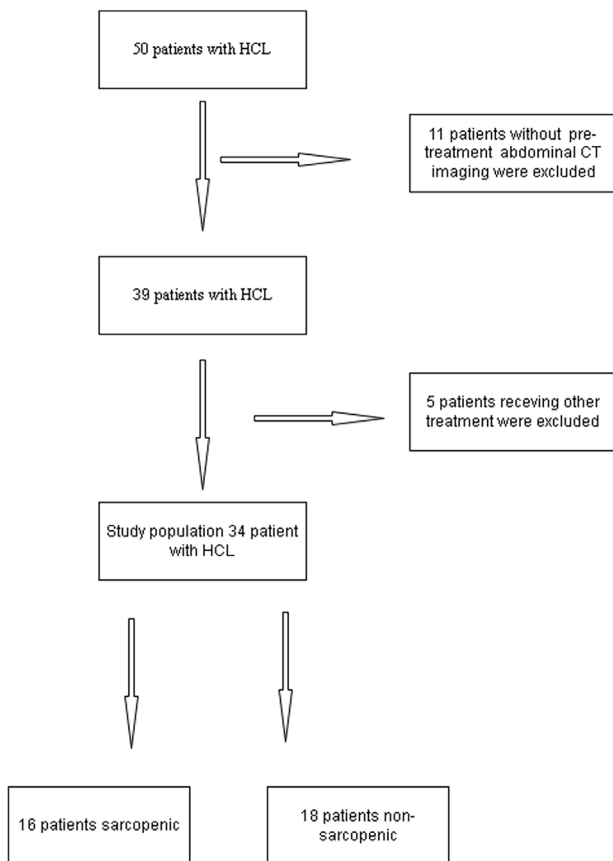 50 patients with HCL
11 patients without pre-
treatment abdominal CT
imaging were excluded
39 patients with HCL
5 patients receving other
treatment were excluded
Study population 34 patient
with HCL
16 patients sarcopenic
18 patients non-
sarcopenic